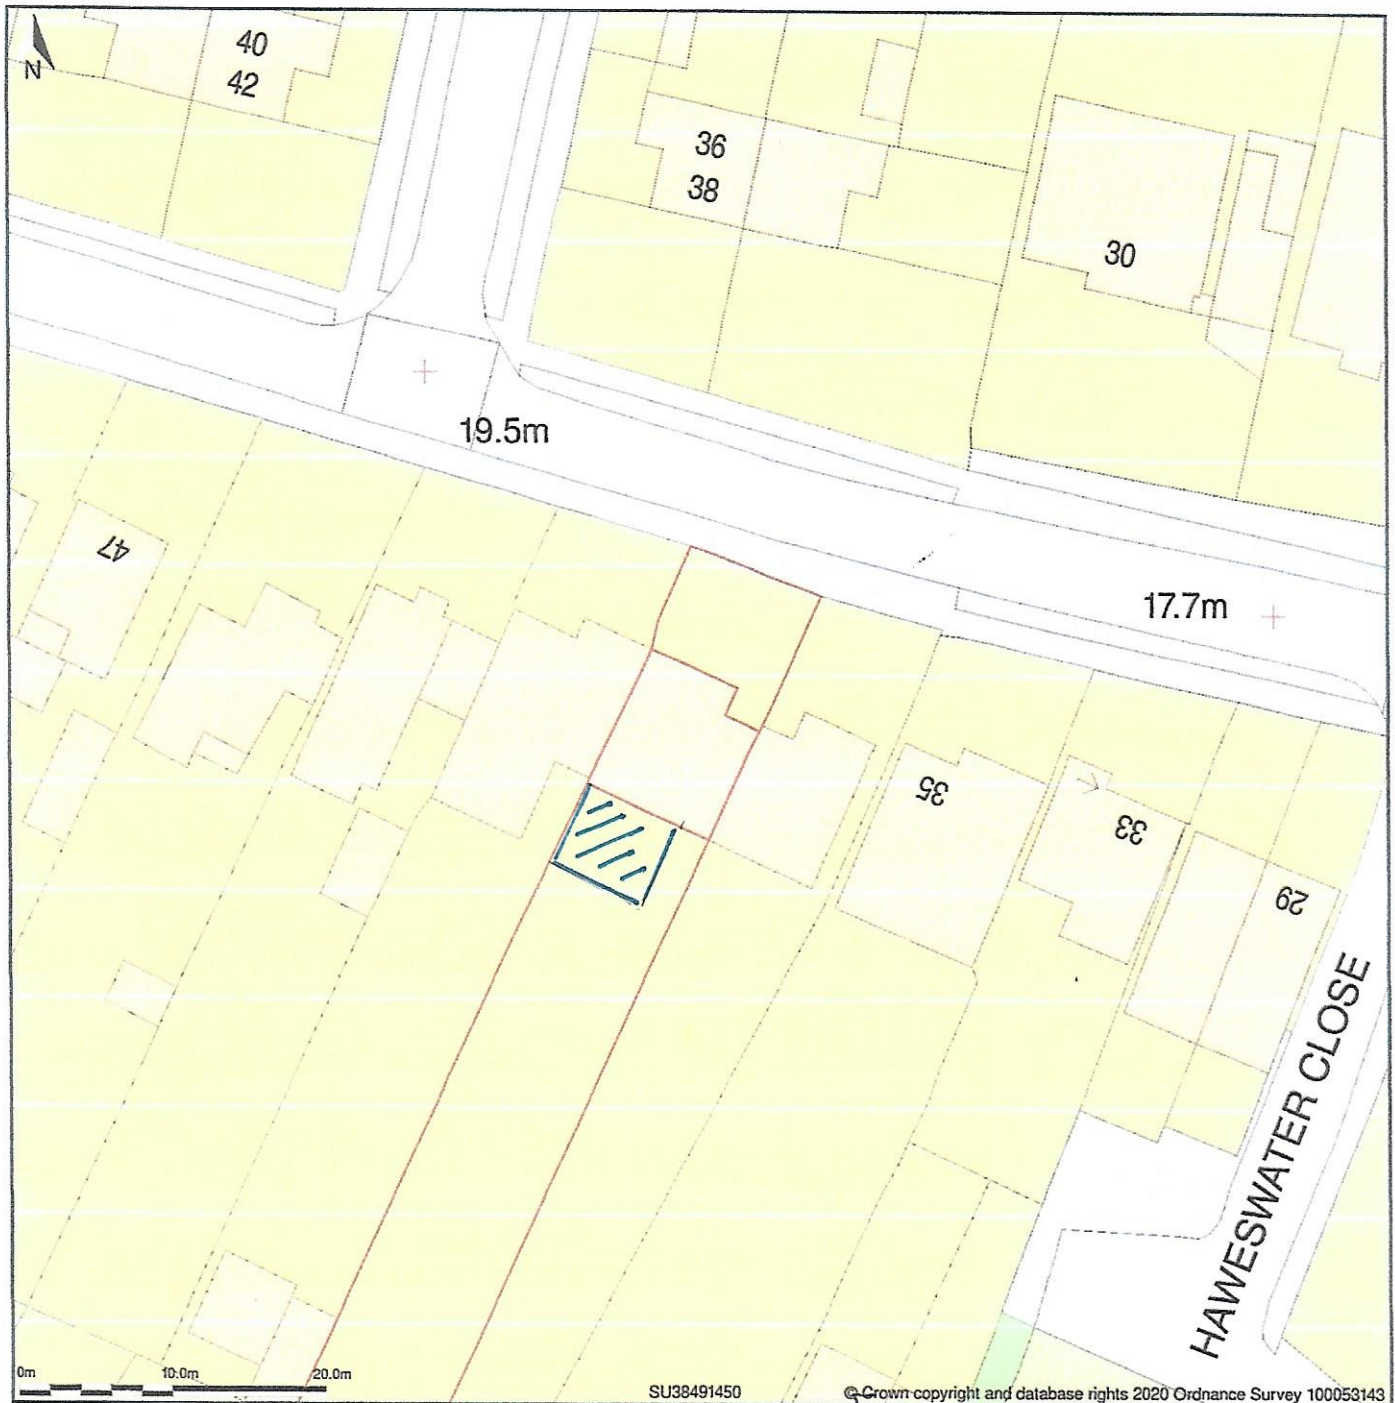 N
40
42
36
38
30
19.5m
47
17.7m
35
33
29
HAWESWATER CLOSE
0m 10.0m 20.0m
SU38491450
© Crown copyright and database rights 2020 Ordnance Survey 100053143